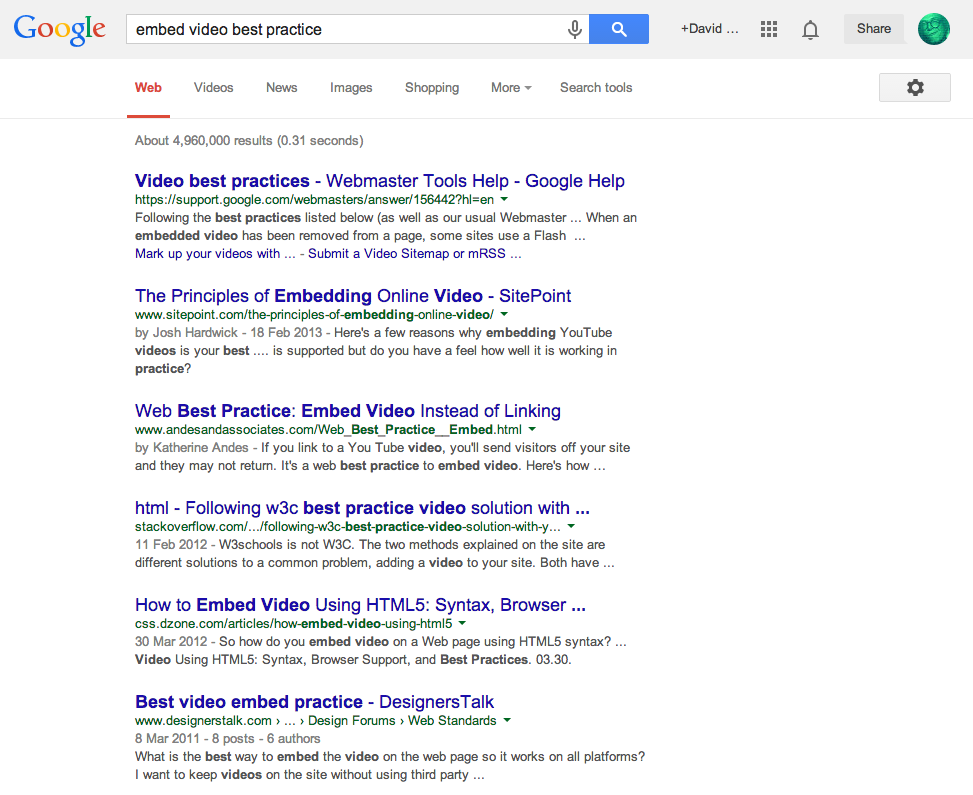 Google
embed video best practice
+David ...
Share
Web Videos News Images Shopping More Search tools
About 4,960,000 results (0.31 seconds)
Video best practices - Webmaster Tools Help - Google Help
https://support.google.com/webmasters/answer/156442?hl=en
Following the best practices listed below (as well as our usual Webmaster ... When an
embedded video has been removed from a page, some sites use a Flash ...
Mark up your videos with ... - Submit a Video Sitemap or mRSS ...
The Principles of Embedding Online Video - SitePoint
www.sitepoint.com/the-principles-of-embedding-online-video/
by Josh Hardwick - 18 Feb 2013 - Here's a few reasons why embedding YouTube
videos is your best .... is supported but do you have a feel how well it is working in
practice?
Web Best Practice: Embed Video Instead of Linking
www.andesandassociates.com/Web_Best_Practice__Embed.html
by Katherine Andes - If you link to a You Tube video, you'll send visitors off your site
and they may not return. It's a web best practice to embed video. Here's how ...
html - Following w3c best practice video solution with ...
stackoverflow.com/.../following-w3c-best-practice-video-solution-with-y...
11 Feb 2012 - W3schools is not W3C. The two methods explained on the site are
different solutions to a common problem, adding a video to your site. Both have ...
How to Embed Video Using HTML5: Syntax, Browser ...
css.dzone.com/articles/how-embed-video-using-html5
30 Mar 2012 - So how do you embed video on a Web page using HTML5 syntax? ...
Video Using HTML5: Syntax, Browser Support, and Best Practices. 03.30.
Best video embed practice - DesignersTalk
www.designerstalk.com › ... › Design Forums › Web Standards
8 Mar 2011 - 8 posts - 6 authors
What is the best way to embed the video on the web page so it works on all platforms?
I want to keep videos on the site without using third party ...